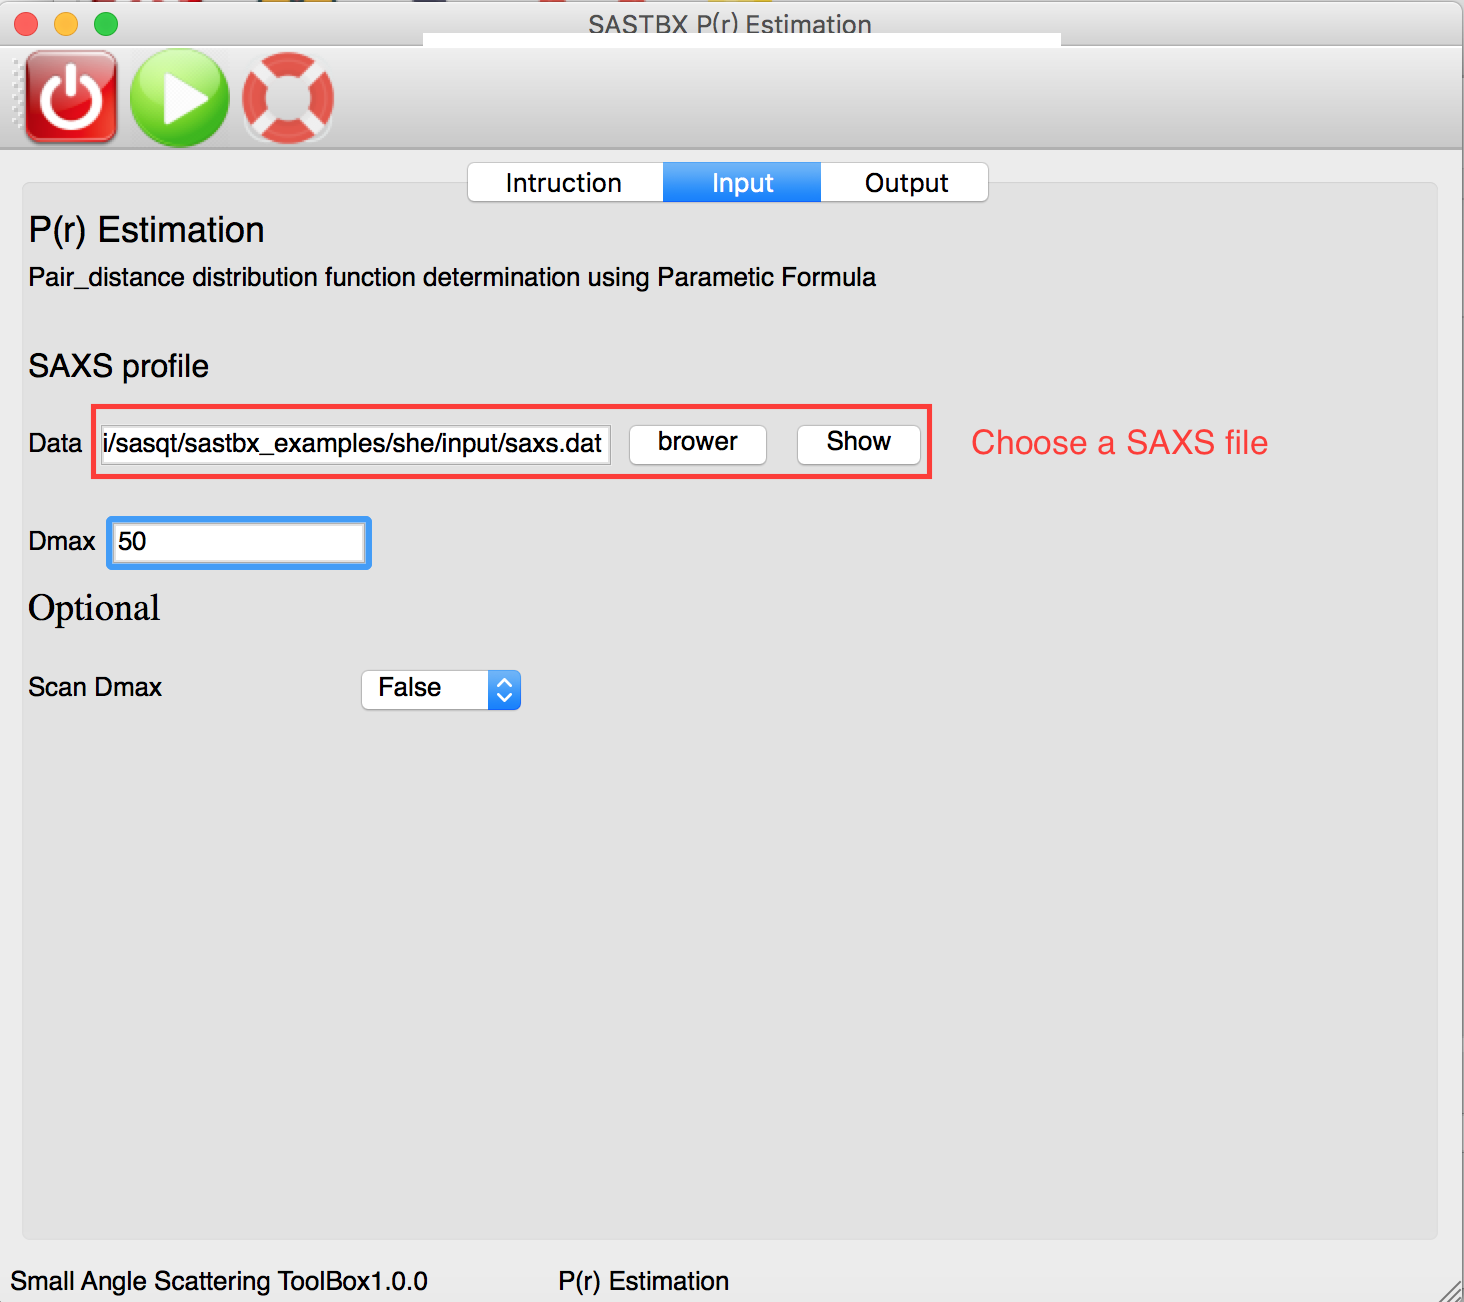 SASTBX P(r) Estimation
Intruction Input Output
P(r) Estimation
Pair_distance distribution function determination using Parametic Formula
SAXS profile
Data i/sasqt/sastbx_examples/she/input/saxs.dat brower Show Choose a SAXS file
Dmax 50
Optional
Scan Dmax False
Small Angle Scattering ToolBox1.0.0 P(r) Estimation